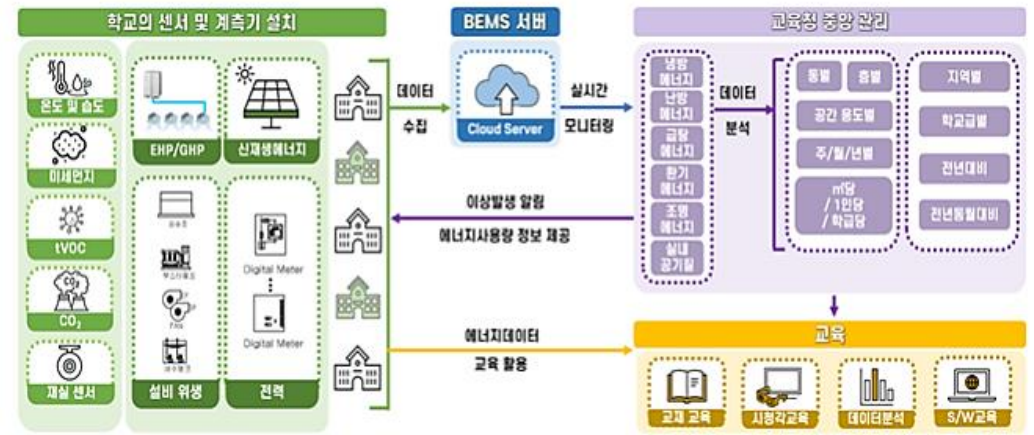 학교의 센서 및 계측기 설치
BEMS 서버
교육청 중앙 관리
온도 및 습도
미세먼지
tVOC
CO₂
CO₂
재실 센서
EHP/GHP
신재생에너지
설비 위생
FAN
Digital Meter
Digital Meter
전력
데이터
수집
Cloud Server
실시간
모니터링
이상발생 알림
에너지사용량 정보 제공
에너지데이터
교육 활용
냉방
에너지
난방
에너지
급탕
에너지
환기
에너지
조명
에너지
실내
공기질
데이터
분석
동별
층별
공간 용도별
주/월/년별
㎡당
/ 1인당
/ 학급당
지역별
학교급별
전년대비
전년동월대비
교육
교재 교육
시청각교육
데이터분석
S/W교육